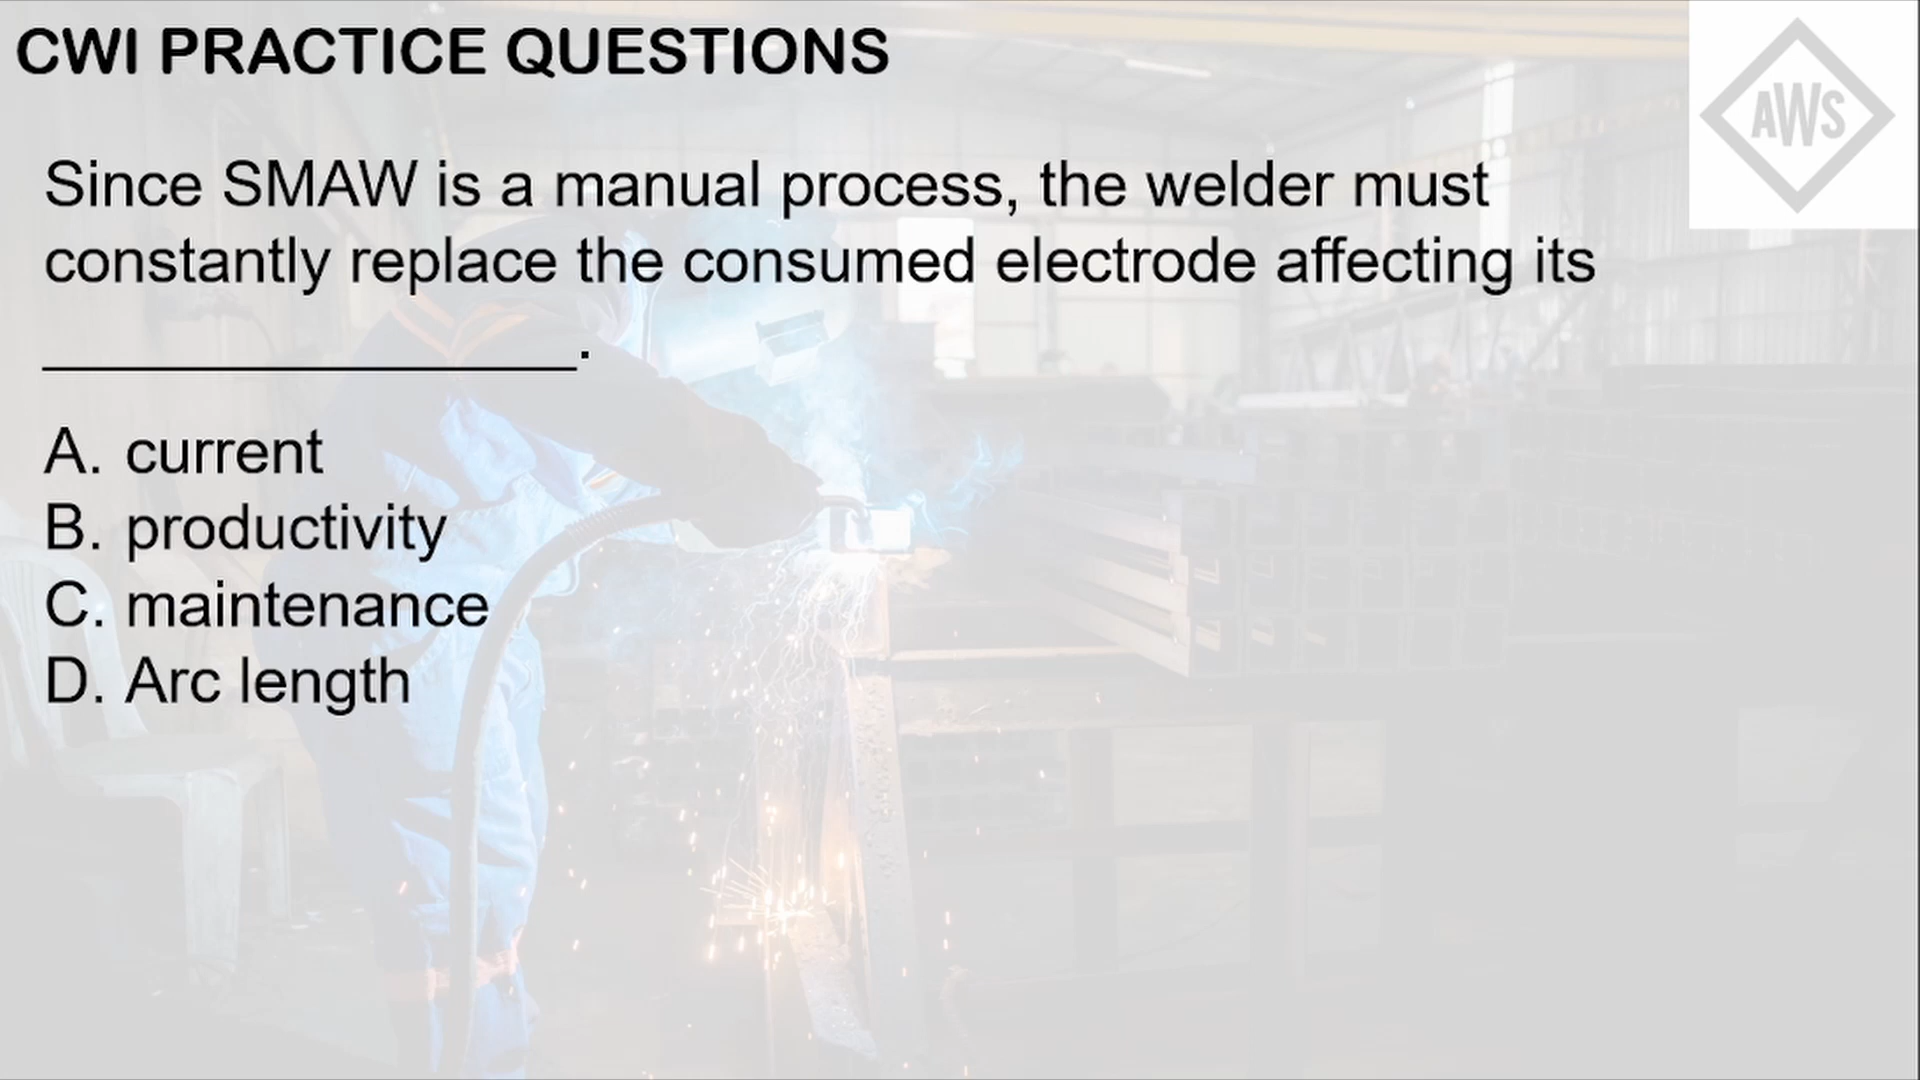 CWI PRACTICE QUESTIONS
AWS
Since SMAW is a manual process, the welder must
constantly replace the consumed electrode affecting its
________________.
A. current
B. productivity
C. maintenance
D. Arc length